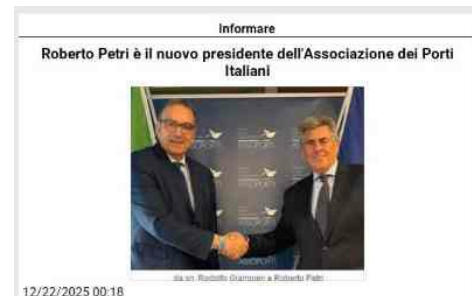 Informare
Roberto Petri è il nuovo presidente dell'Associazione dei Porti
Italiani
da sn. Rodolfo Giampieri e Roberto Petri
12/22/2025 00:18